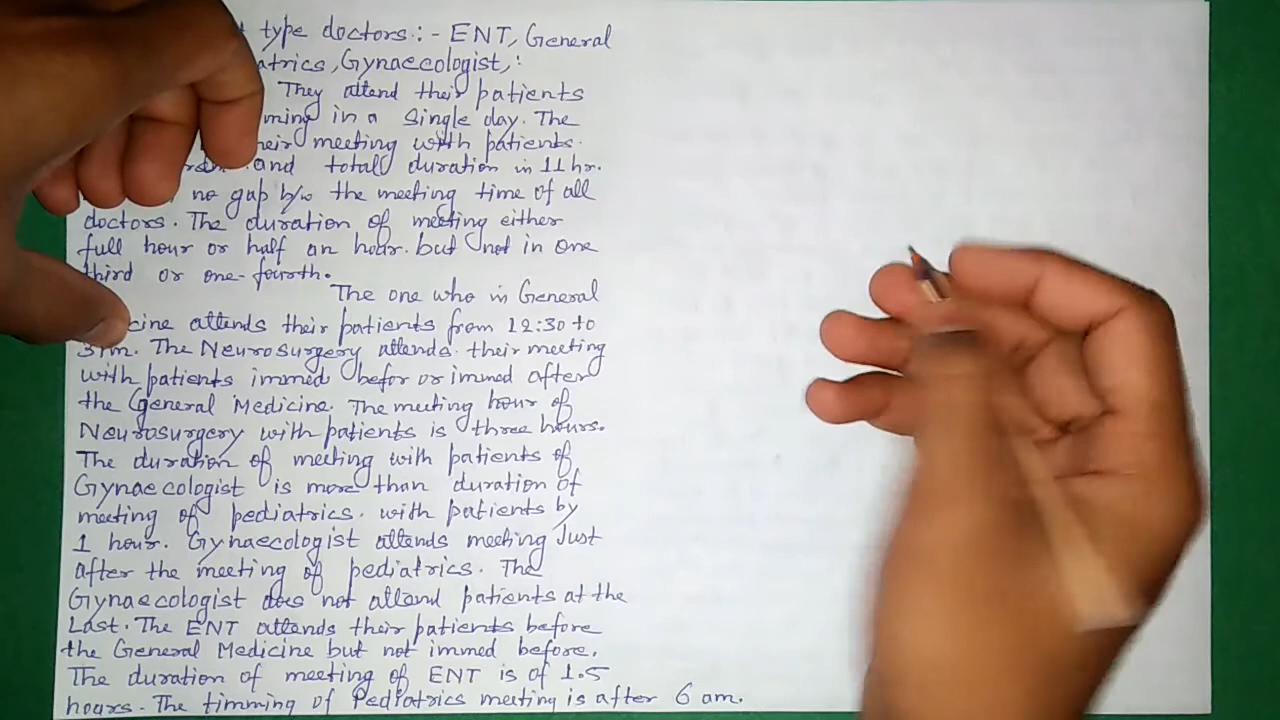 type doctors:- ENT, General
atrics, Gynaecologist,:
They attend their patients
ming in a single day. The
heir meeting with patients.
and total duration is 11 hr.
no gap b/w the meeting time of all
doctors. The duration of meeting either
full hour or half an hour. but not in one
third or one-fourth.
The one who is General
cine attends their patients from 12:30 to
The Neurosurgery attends. their meeting
with patients immed befor or immed after
the General Medicine. The meeting hour of
Neurosurgery with patients is three hours.
The duration of meeting with patients of
Gynaecologist is more than duration of
meeting of pediatrics. with patients by
1 hour. Gynaecologist attends meeting Just
after the meeting of pediatrics. The
Gynaecologist does not attend patients at the
Last. The ENT attends their patients before
the General Medicine but not immed before.
The duration of meeting of ENT is of 1.5
hours. The timming of Pediatrics meeting is after 6 am.